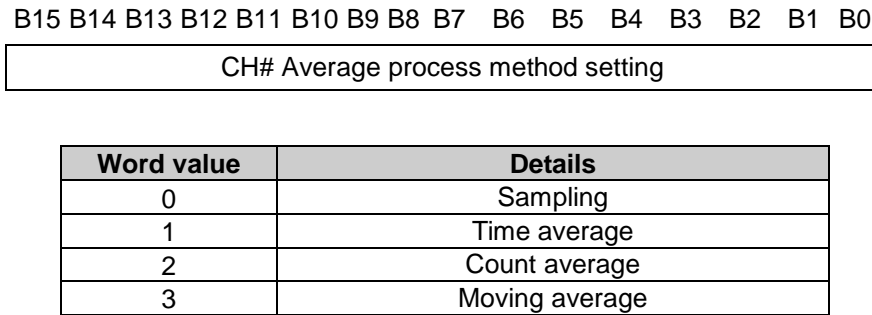 B15 B14 B13 B12 B11 B10 B9 B8 B7 B6 B5 B4 B3 B2 B1 B0
CH# Average process method setting
Word value Details
0 Sampling
1 Time average
2 Count average
3 Moving average